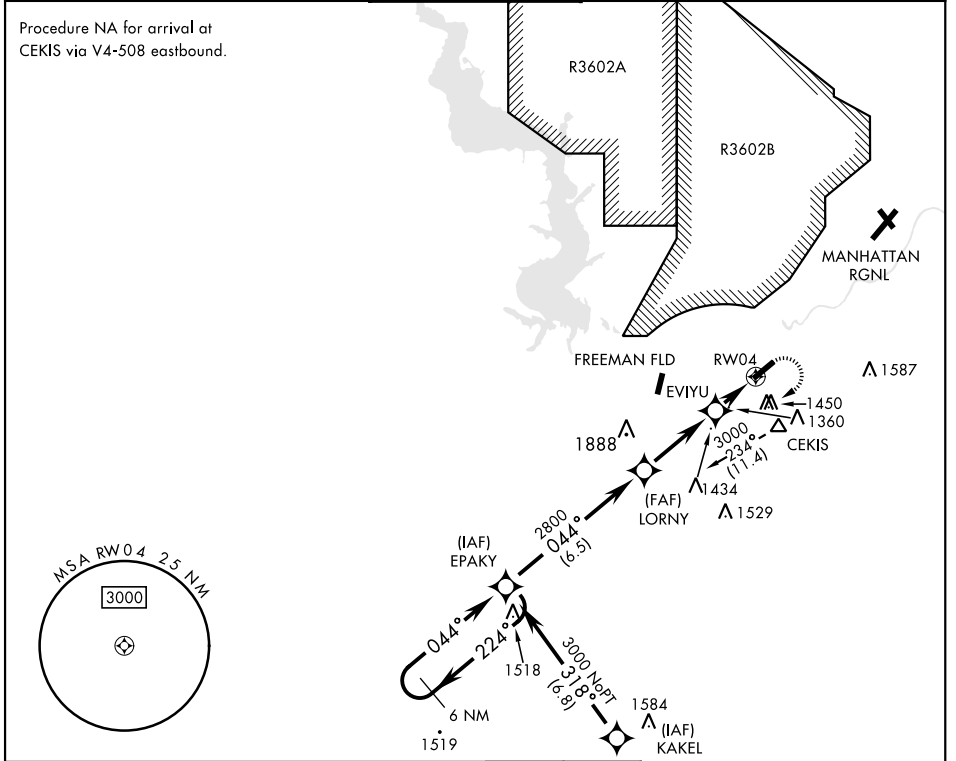 Procedure NA for arrival at
CEKIS via V4-508 eastbound.
R3602A
R3602B
MANHATTAN
RGNL
FREEMAN FLD
RW04
EVIYU
1587
1450
1360
CEKIS
3000
234°
(11.4)
1888
1434
(FAF)
LORNY
1529
2800
044°
(6.5)
(IAF)
EPAKY
MSA RW04 25 NM
3000
044°
224°
1518
3000 NoPT
318°
(6.8)
6 NM
1519
1584
(IAF)
KAKEL